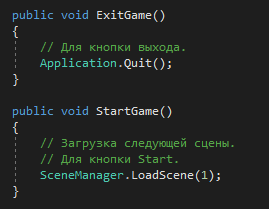 public void ExitGame()
{
// Для кнопки выхода.
Application.Quit();
}
public void StartGame()
{
// Загрузка следующей сцены.
// Для кнопки Start.
SceneManager.LoadScene(1);
}